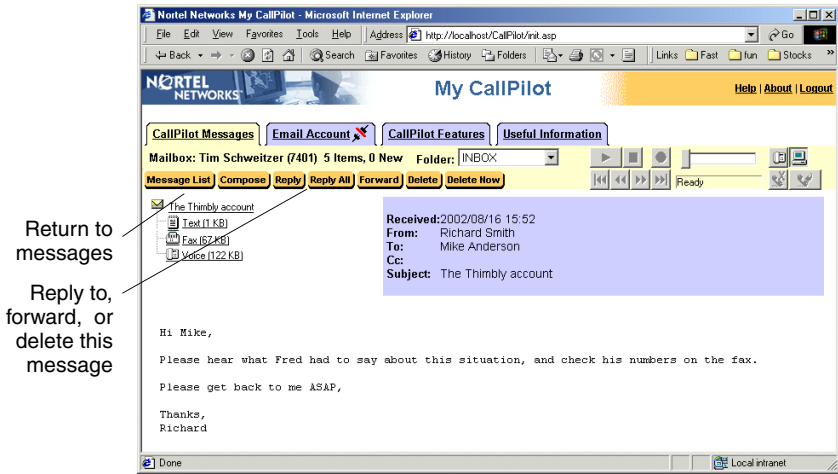 Nortel Networks My CallPilot - Microsoft Internet Explorer
File Edit View Favorites Tools Help Address http://localhost/CallPilot/init.asp Go
Back Search Favorites History Folders Links Fast fun Stocks »
NORTEL NETWORKS My CallPilot Help | About | Logout
CallPilot Messages Email Account CallPilot Features Useful Information
Mailbox: Tim Schweitzer (7401) 5 Items, 0 New Folder: INBOX
Message List Compose Reply Reply All Forward Delete Delete Now Ready
The Thimbly account
Text (1 KB)
Fax (67 KB)
Voice (122 KB)
Received:2002/08/16 15:52
From: Richard Smith
To: Mike Anderson
Cc:
Subject: The Thimbly account
Return to
messages
Reply to,
forward, or
delete this
message
Hi Mike,
Please hear what Fred had to say about this situation, and check his numbers on the fax.
Please get back to me ASAP,
Thanks,
Richard
Done Local intranet